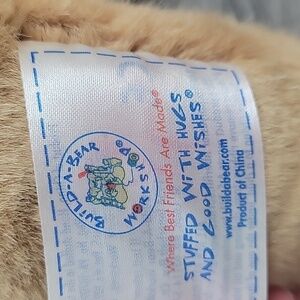 BUILD-A-BEAR
WORKSHOP®
Where Best Friends Are Made®
STUFFED WITH HUGS
AND GOOD WISHES®
www.buildabear.com
Product of China